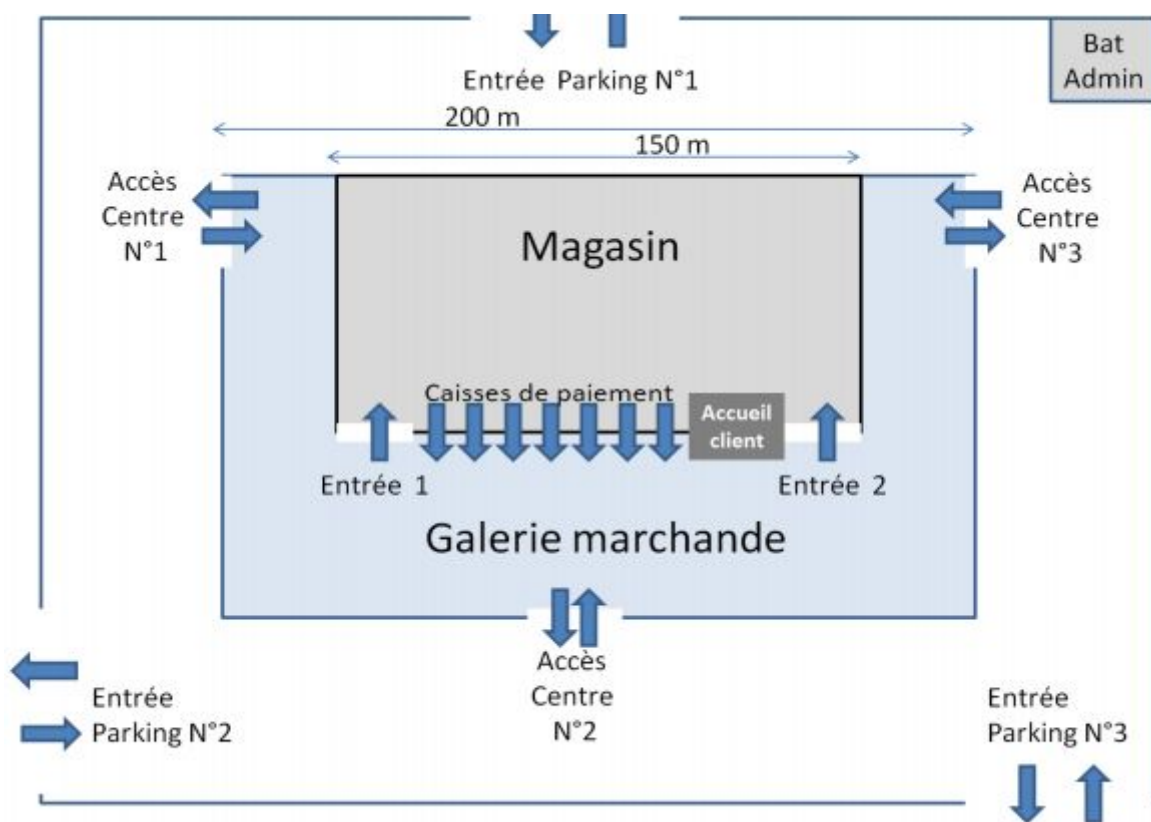 Bat
Admin
Entrée Parking N°1
200 m
150 m
Accès
Centre
N°1
Magasin
Accès
Centre
N°3
Caisses de paiement
Accueil
client
Entrée 1
Entrée 2
Galerie marchande
Accès
Centre
N°2
Entrée
Parking N°2
Entrée
Parking N°3